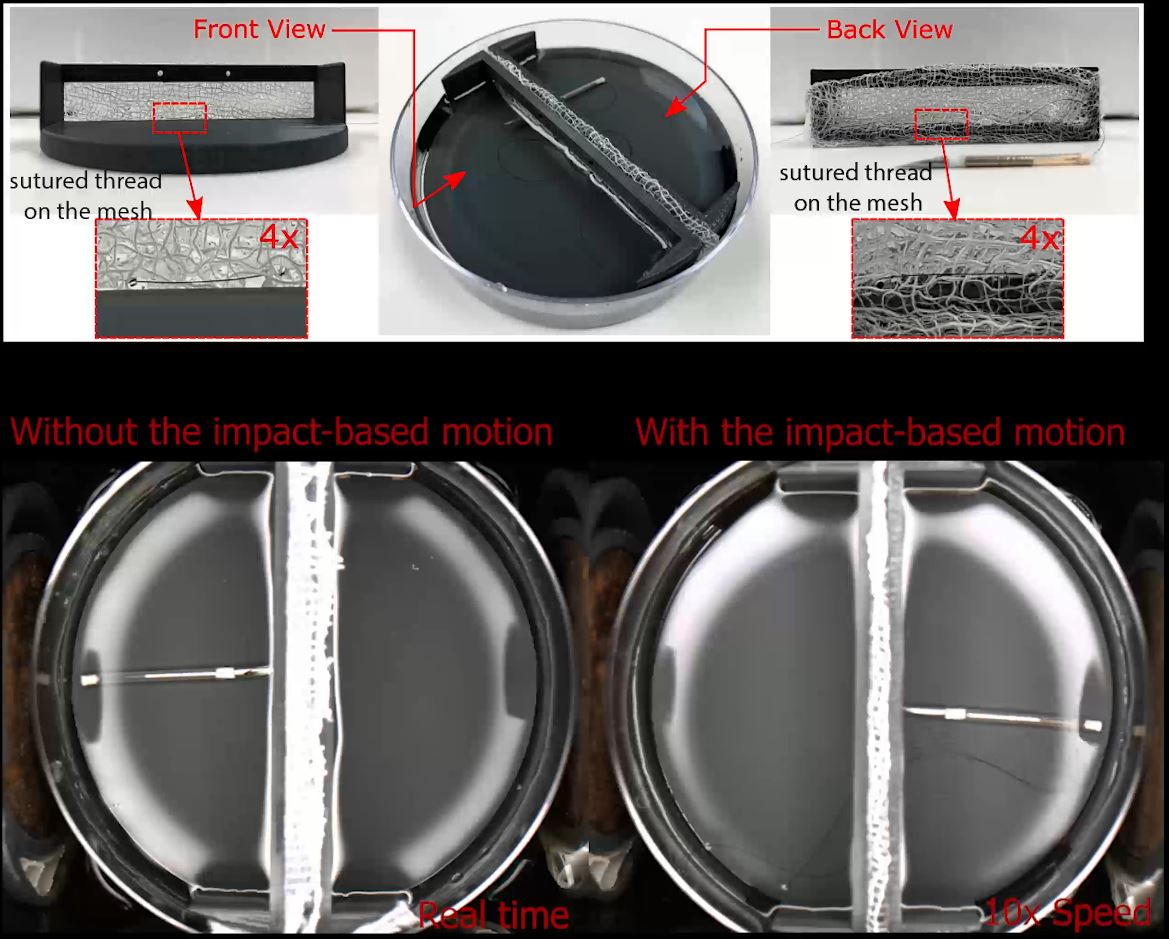 Front View
Back View
sutured thread
on the mesh
4x
sutured thread
on the mesh
4x
Without the impact-based motion
With the impact-based motion
Real time
10x Speed